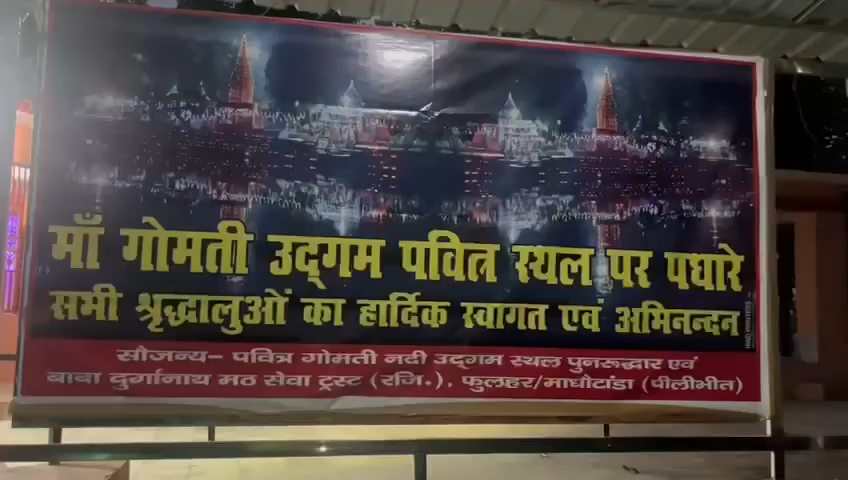 माँ गोमती उद्गम पवित्र स्थल पर पधारे
सभी श्रृद्धालुओं का हार्दिक स्वागत एवं अभिनन्दन
सौजन्य- पवित्र गोमती नदी उद्गम स्थल पुनरूद्धार एवं
बाबा दुर्गानाथ मठ सेवा ट्रस्ट (रजि.), फुलहर/माधौटांडा (पीलीभीत)